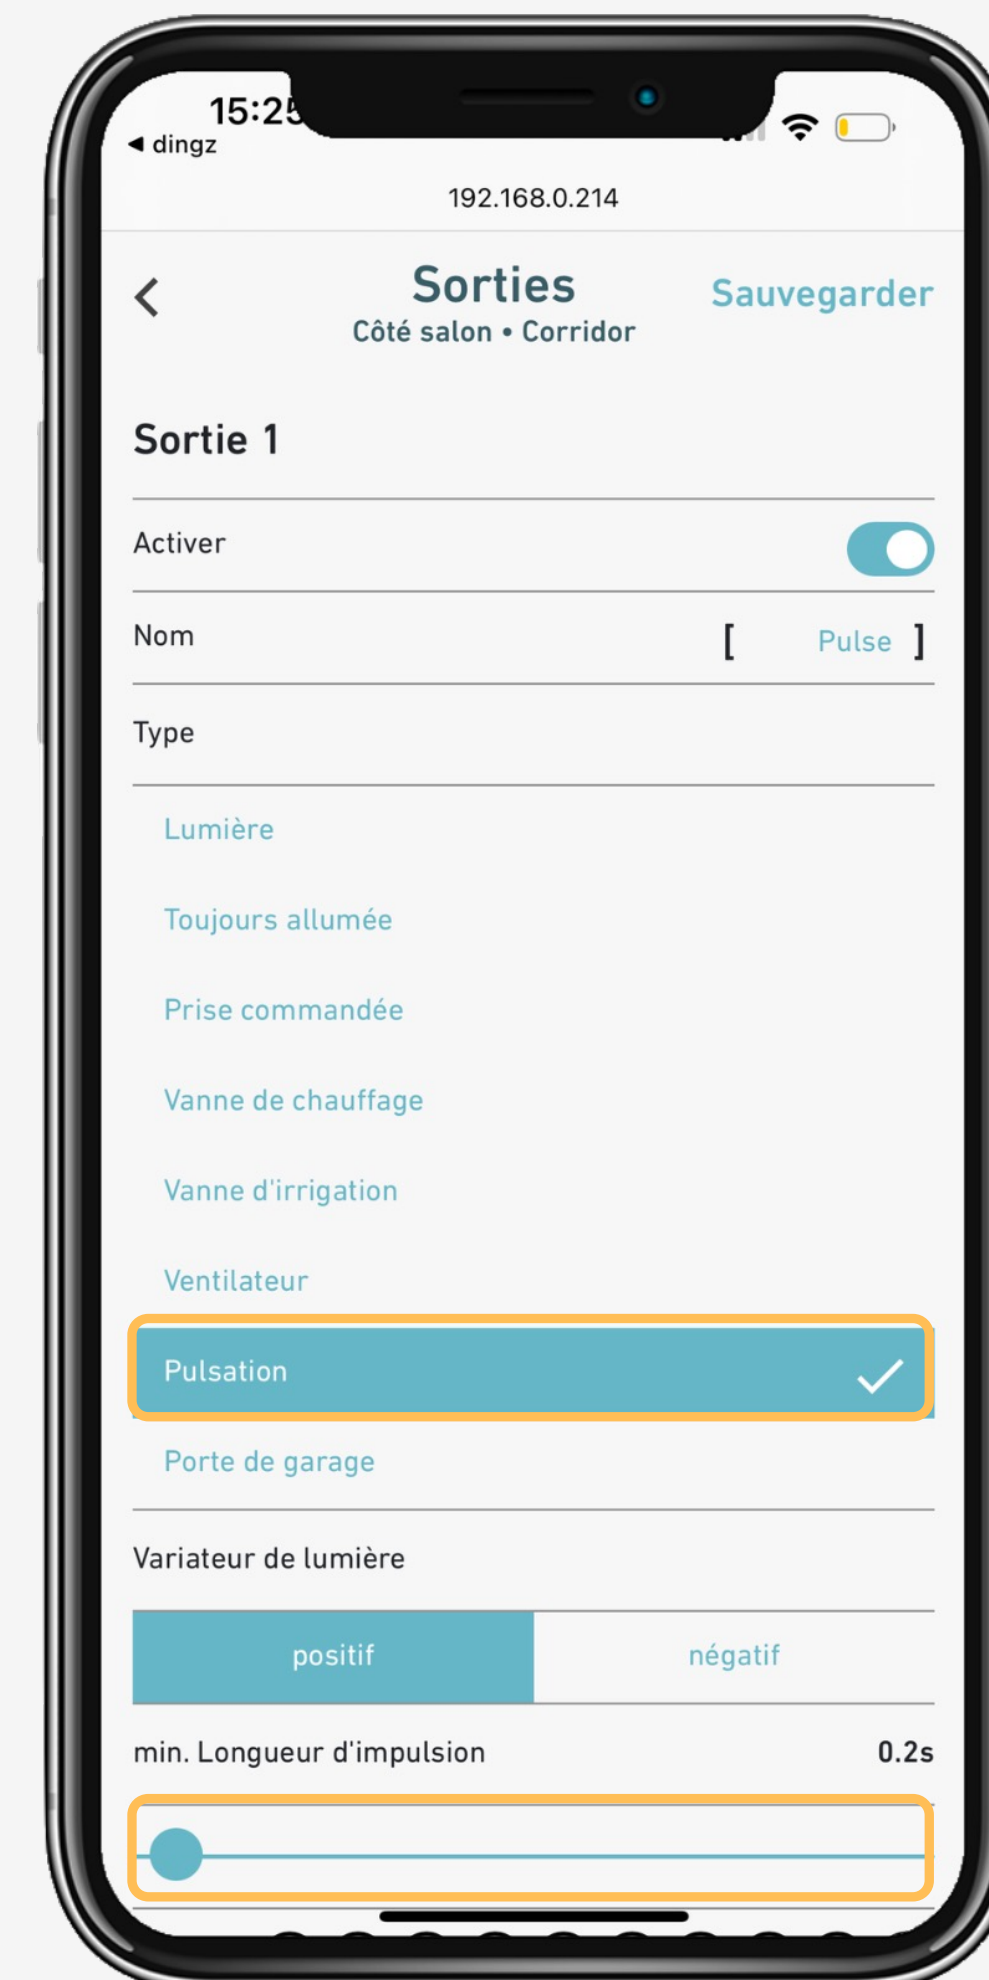 15:25
◀ dingz
192.168.0.214
Sorties
Sauvegarder
Côté salon • Corridor
Sortie 1
Activer
Nom [ Pulse ]
Type
Lumière
Toujours allumée
Prise commandée
Vanne de chauffage
Vanne d'irrigation
Ventilateur
Pulsation
Porte de garage
Variateur de lumière
positif négatif
min. Longueur d'impulsion 0.2s